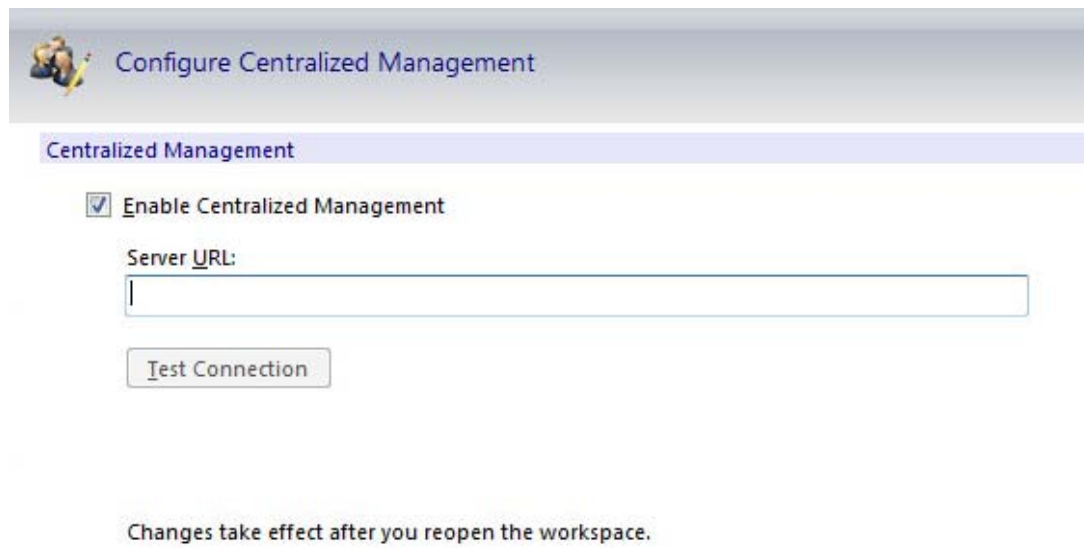 Configure Centralized Management
Centralized Management
Enable Centralized Management
Server URL:
Test Connection
Changes take effect after you reopen the workspace.